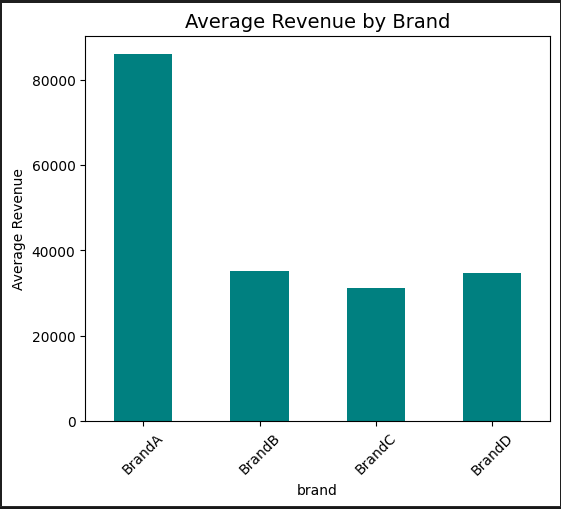 Average Revenue by Brand
80000
60000
40000
20000
0
Average Revenue
BrandA
BrandB
BrandC
BrandD
brand